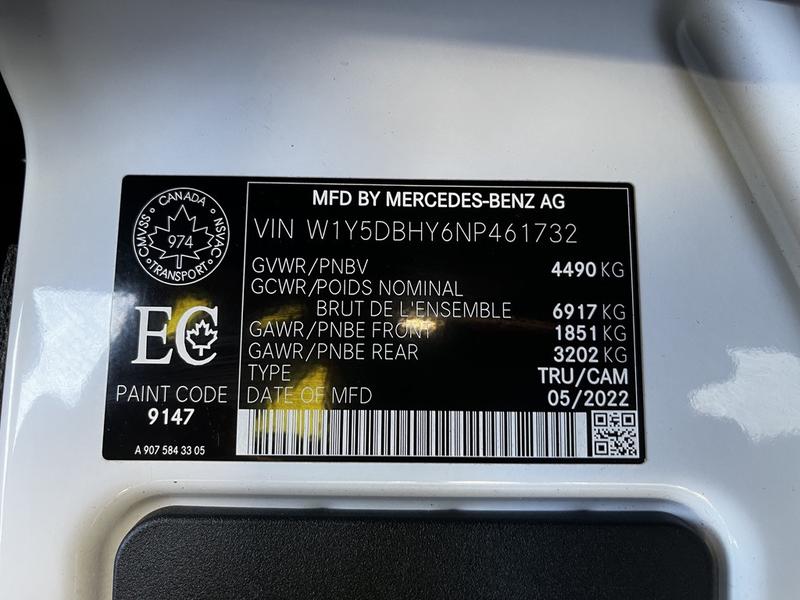 CANADA
CMVSS
NSVAC
974
TRANSPORT
EC
PAINT CODE
9147
A 907 584 33 05
MFD BY MERCEDES-BENZ AG
VIN W1Y5DBHY6NP461732
GVWR/PNBV 4490 KG
GCWR/POIDS NOMINAL
BRUT DE L'ENSEMBLE 6917 KG
GAWR/PNBE FRONT 1851 KG
GAWR/PNBE REAR 3202 KG
TYPE TRU/CAM
DATE OF MFD 05/2022